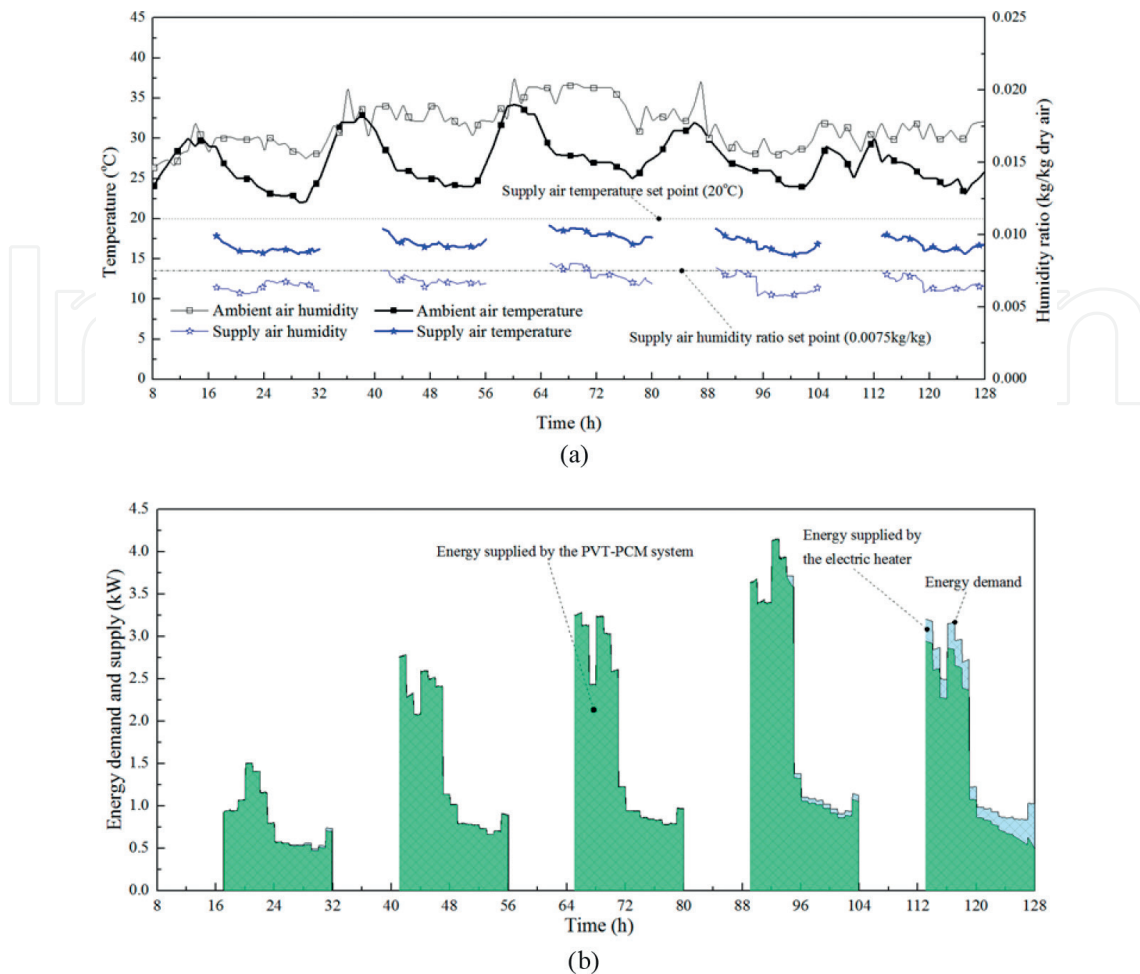 45
40
35
30
25
20
15
10
5
0
Temperature (°C)
0.025
0.020
0.015
0.010
0.005
0.000
Humidity ratio (kg/kg dry air)
Supply air temperature set point (20°C)
Ambient air humidity
Ambient air temperature
Supply air humidity
Supply air temperature
Supply air humidity ratio set point (0.0075kg/kg)
8 16 24 32 40 48 56 64 72 80 88 96 104 112 120 128
Time (h)
(a)
4.5
4.0
3.5
3.0
2.5
2.0
1.5
1.0
0.5
0.0
Energy demand and supply (kW)
Energy supplied by the PVT-PCM system
Energy supplied by
the electric heater
Energy demand
8 16 24 32 40 48 56 64 72 80 88 96 104 112 120 128
Time (h)
(b)